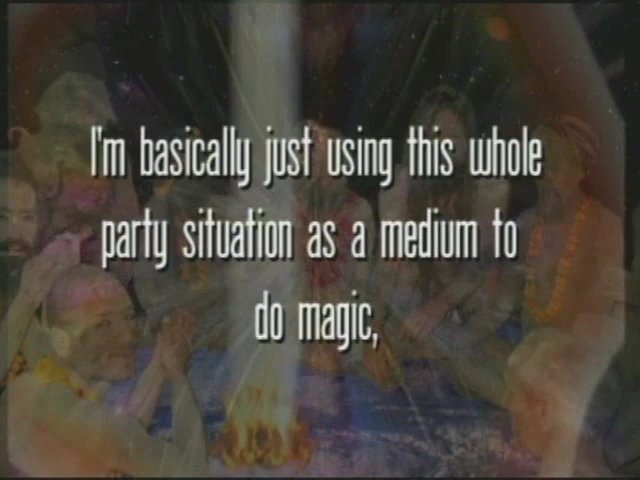 I'm basically just using this whole
party situation as a medium to
do magic,